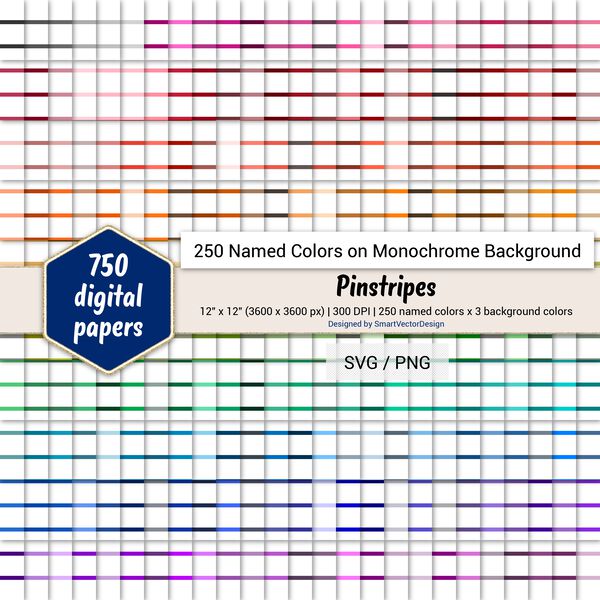 250 Named Colors on Monochrome Background
750
digital
papers
Pinstripes
12" x 12" (3600 x 3600 px) | 300 DPI | 250 named colors x 3 background colors
Designed by SmartVectorDesign
SVG / PNG